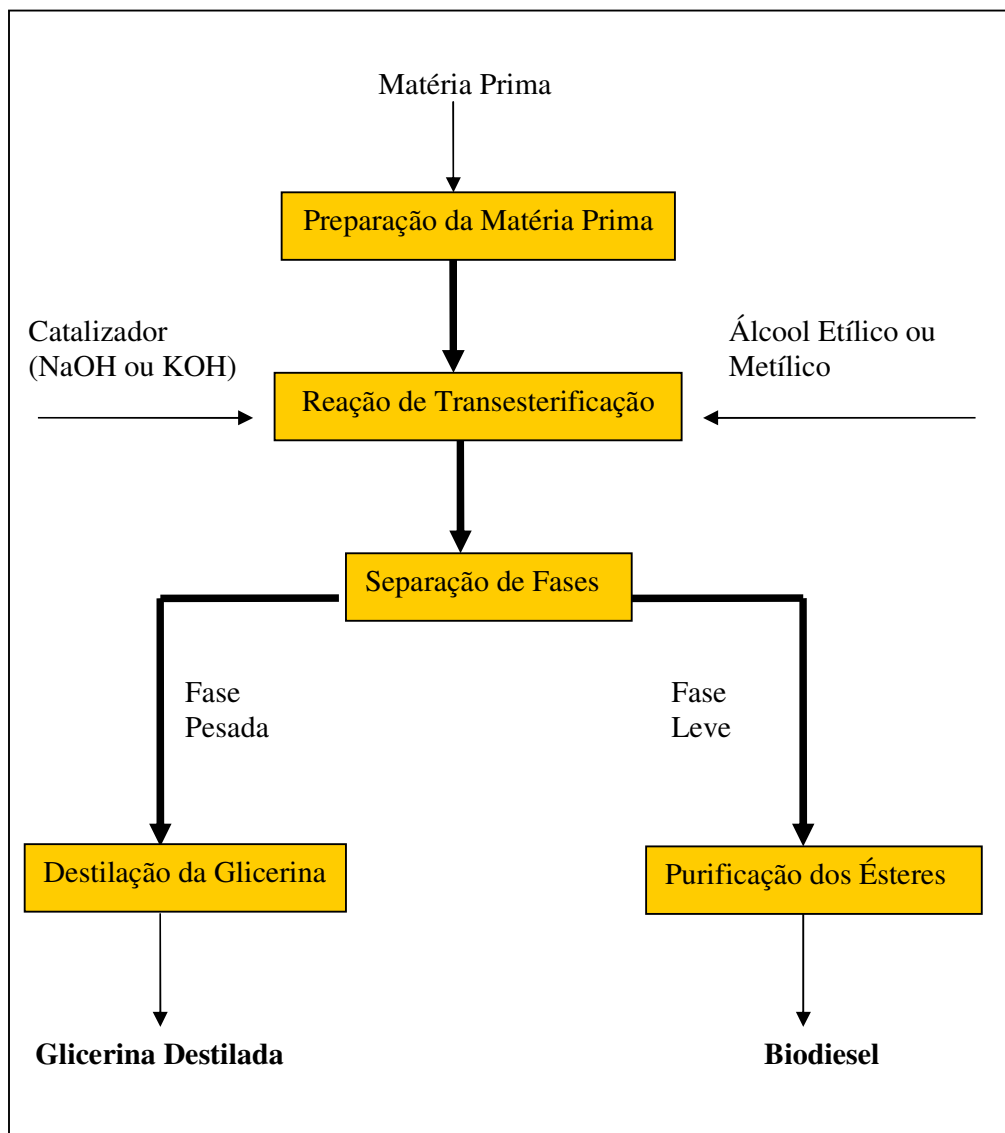 Matéria Prima
Preparação da Matéria Prima
Catalizador
(NaOH ou KOH)
Álcool Etílico ou
Metílico
Reação de Transesterificação
Separação de Fases
Fase
Pesada
Fase
Leve
Destilação da Glicerina
Purificação dos Ésteres
Glicerina Destilada
Biodiesel